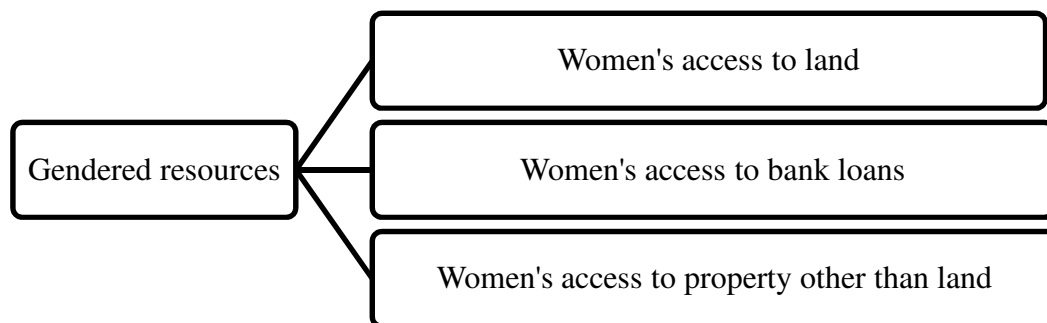 Women's access to land
Gendered resources
Women's access to bank loans
Women's access to property other than land